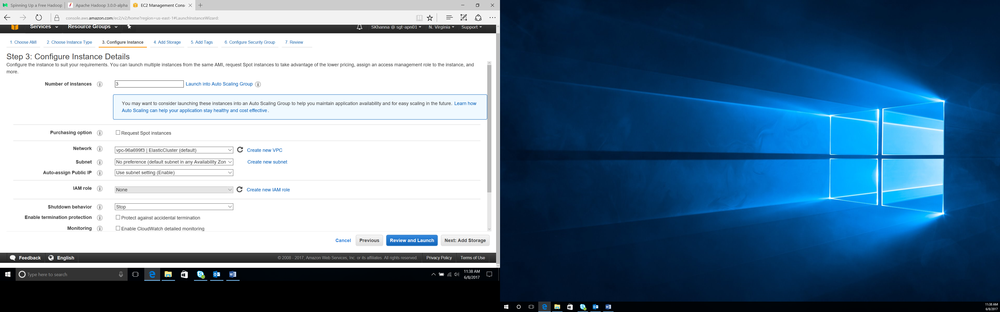 Spinning Up a Free Hadoop
Apache Hadoop 3.0.0-alpha
EC2 Management Cons
console.aws.amazon.com/ec2/v2/home?region=us-east-1#LaunchInstanceWizard:
Services
Resource Groups
SKhanna @ sgt-apn01
N. Virginia
Support
1. Choose AMI
2. Choose Instance Type
3. Configure Instance
4. Add Storage
5. Add Tags
6. Configure Security Group
7. Review
Step 3: Configure Instance Details
Configure the instance to suit your requirements. You can launch multiple instances from the same AMI, request Spot instances to take advantage of the lower pricing, assign an access management role to the instance, and
more.
Number of instances
3
Launch into Auto Scaling Group
You may want to consider launching these instances into an Auto Scaling Group to help you maintain application availability and for easy scaling in the future. Learn how
Auto Scaling can help your application stay healthy and cost effective.
Purchasing option
Request Spot instances
Network
vpc-96a699f3 | ElasticCluster (default)
Create new VPC
Subnet
No preference (default subnet in any Availability Zon
Create new subnet
Auto-assign Public IP
Use subnet setting (Enable)
IAM role
None
Create new IAM role
Shutdown behavior
Stop
Enable termination protection
Protect against accidental termination
Monitoring
Enable CloudWatch detailed monitoring
Cancel
Previous
Review and Launch
Next: Add Storage
Feedback
English
© 2008 - 2017, Amazon Web Services, Inc. or its affiliates. All rights reserved.
Privacy Policy
Terms of Use
Type here to search
11:38 AM
6/8/2017
11:38 AM
6/8/2017